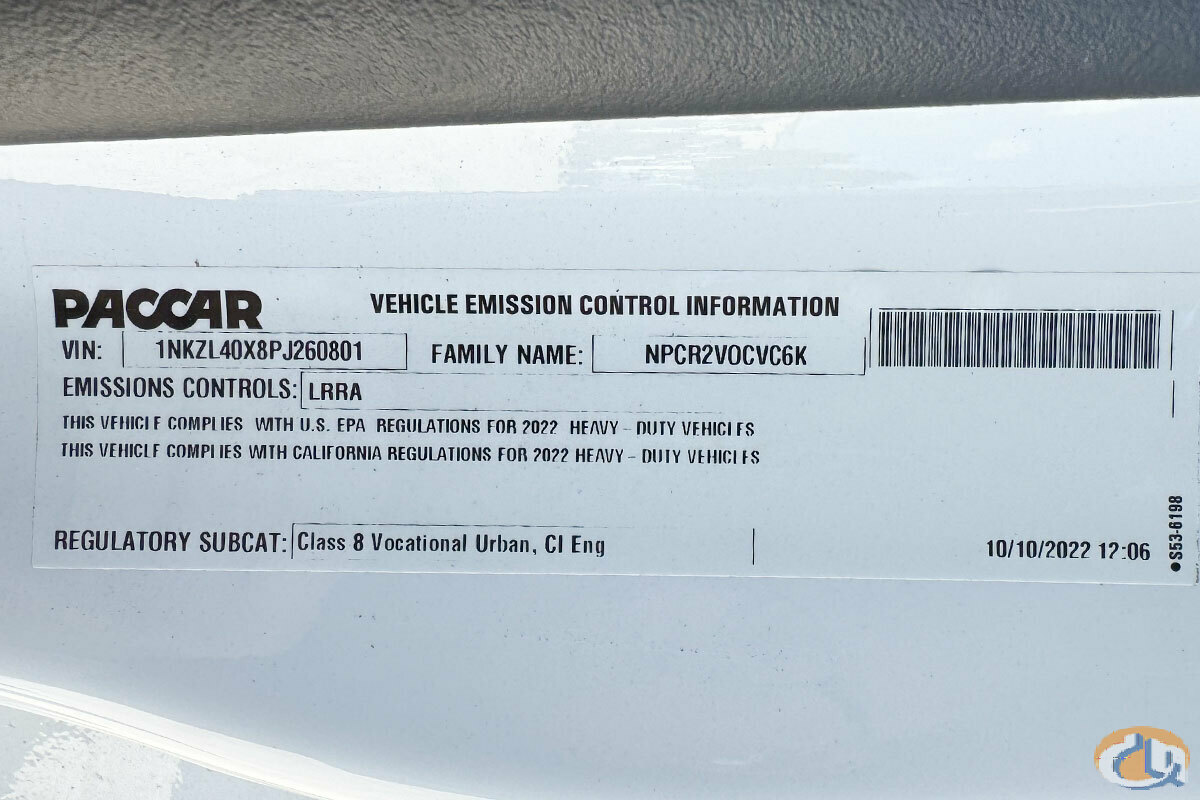 PACCAR
VEHICLE EMISSION CONTROL INFORMATION
VIN: 1NKZL40X8PJ260801 FAMILY NAME: NPCR2VOCVC6K
EMISSIONS CONTROLS: LRRA
THIS VEHICLE COMPLIES WITH U.S. EPA REGULATIONS FOR 2022 HEAVY - DUTY VEHICLES
THIS VEHICLE COMPLIES WITH CALIFORNIA REGULATIONS FOR 2022 HEAVY - DUTY VEHICLES
REGULATORY SUBCAT: Class 8 Vocational Urban, CI Eng
10/10/2022 12:06
●S53-6198